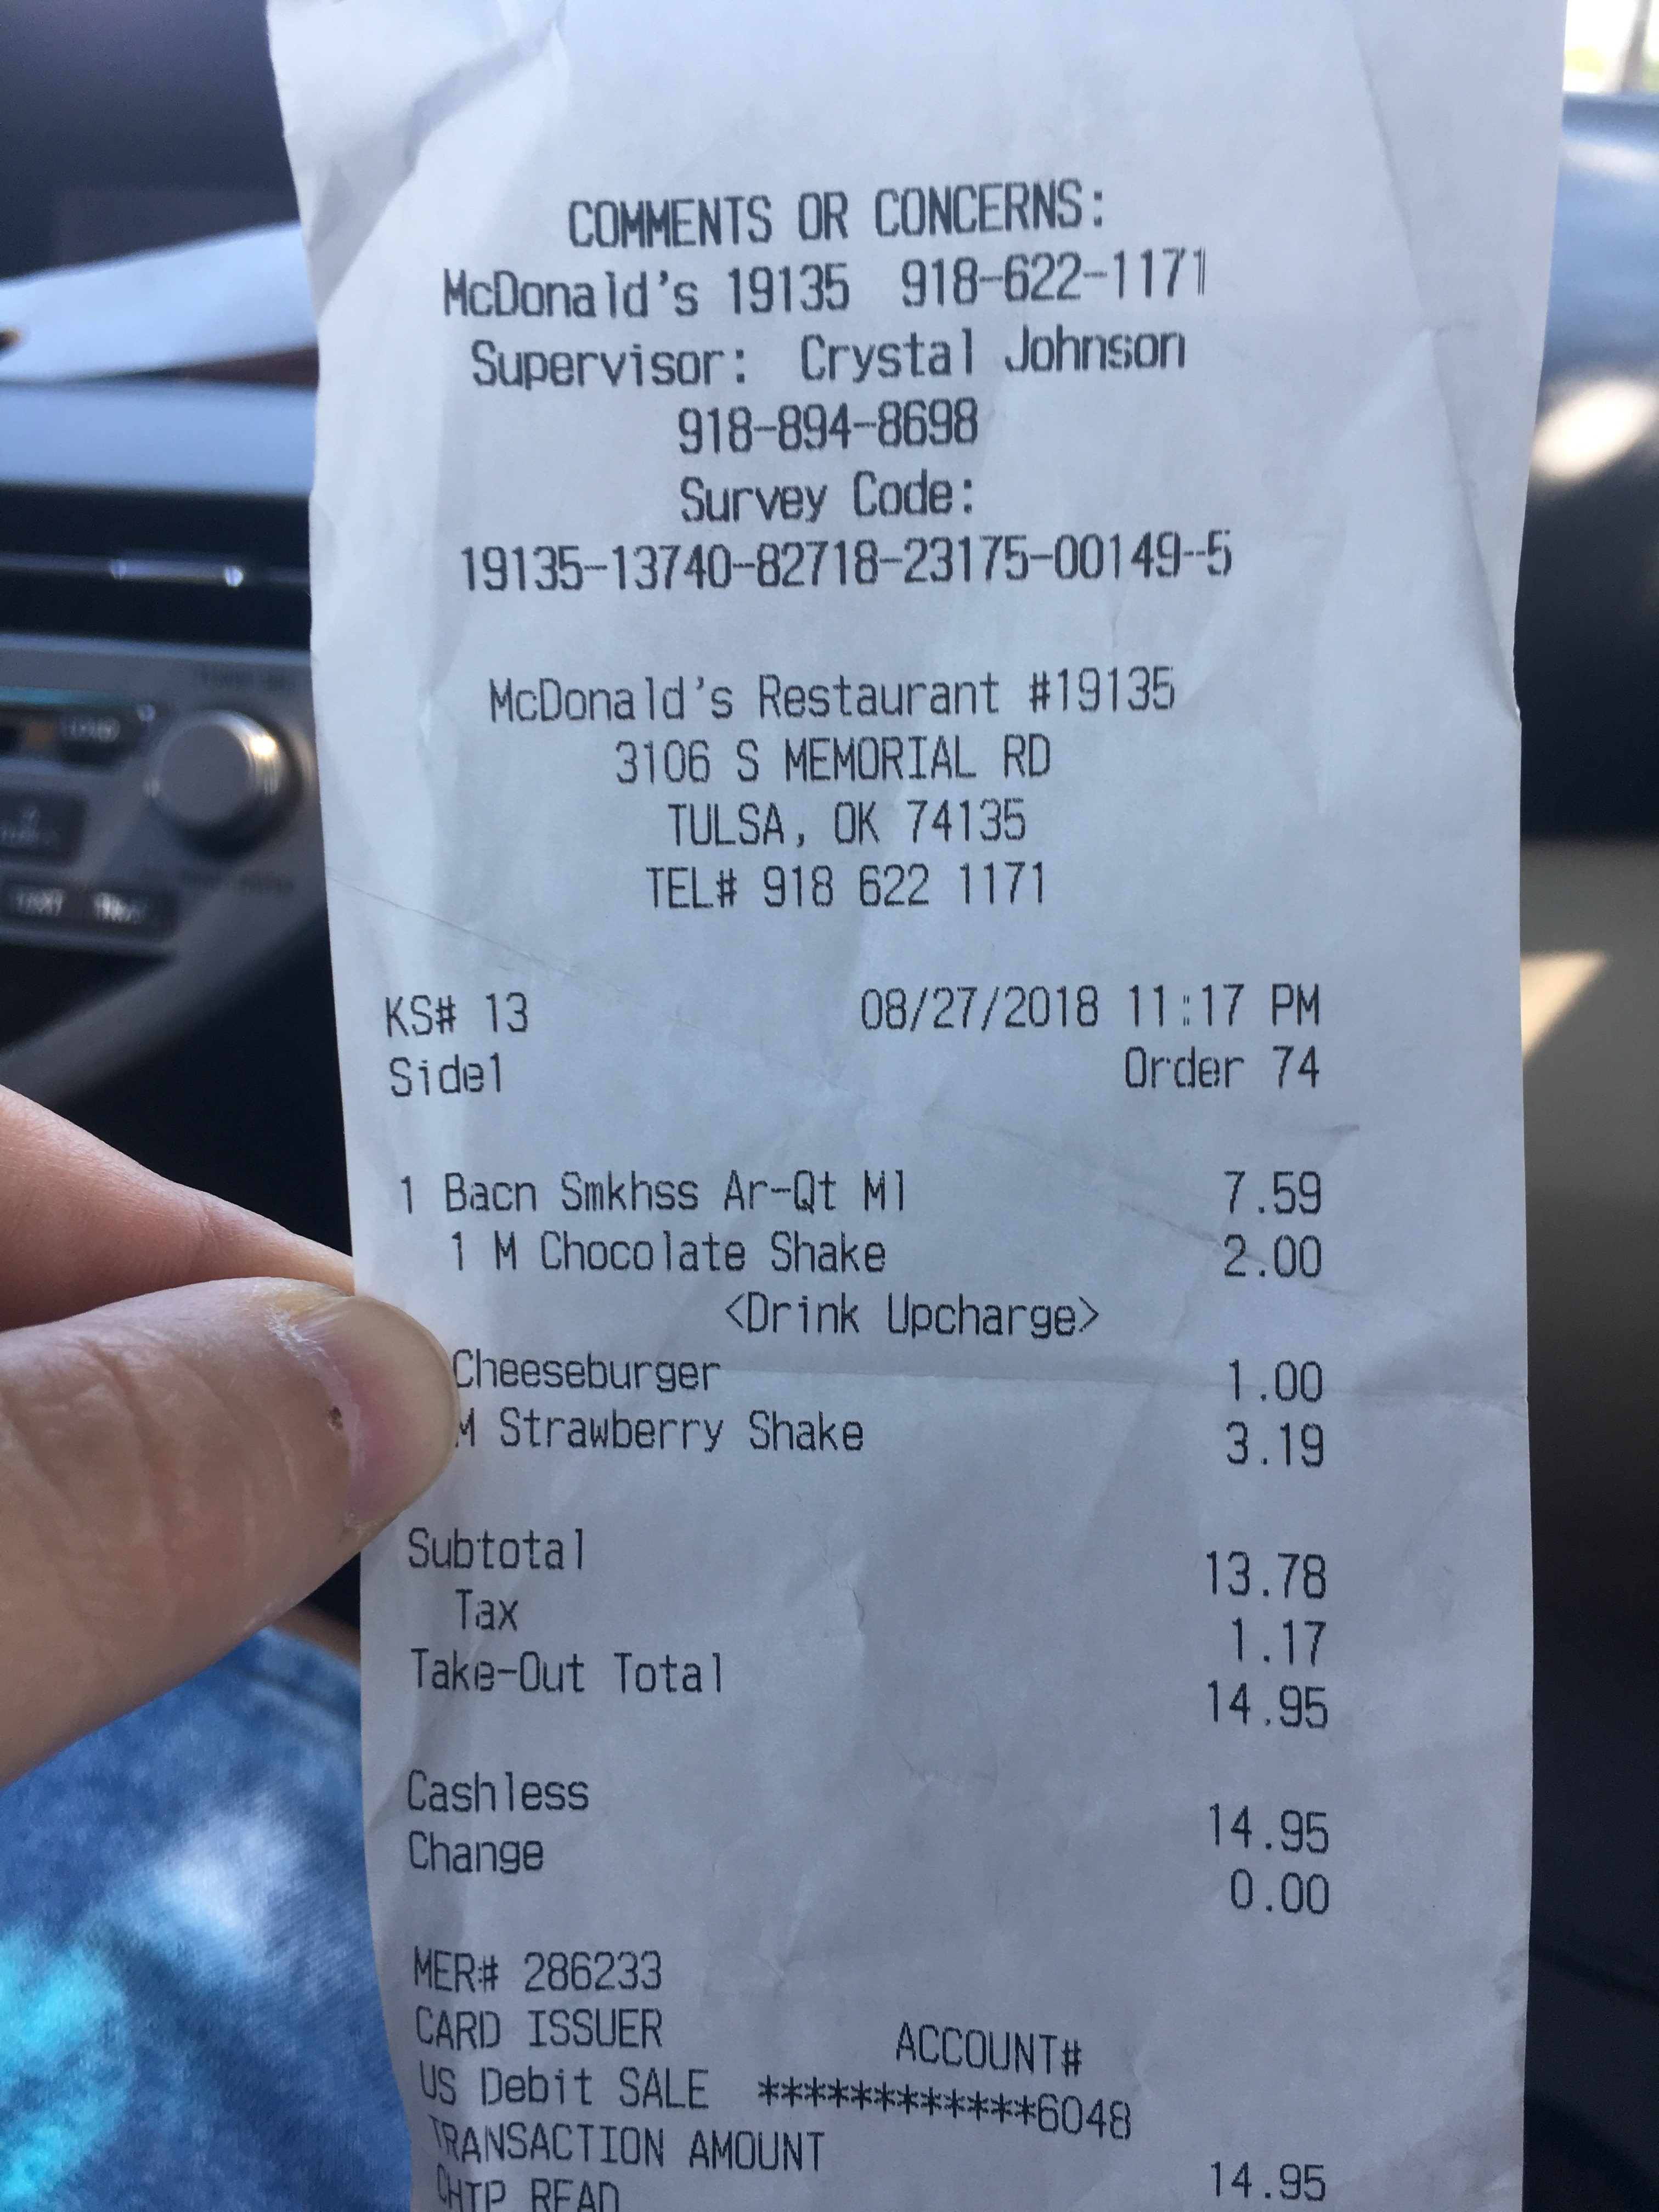 COMMENTS OR CONCERNS:
McDonald's 19135 918-622-1171
Supervisor: Crystal Johnson
918-894-8698
Survey Code:
19135-13740-82718-23175-00149-5
McDonald's Restaurant #19135
3106 S MEMORIAL RD
TULSA, OK 74135
TEL# 918 622 1171
KS# 13 08/27/2018 11:17 PM
Side1 Order 74
1 Bacn Smkhss Ar-Qt Ml 7.59
1 M Chocolate Shake 2.00
<Drink Upcharge>
Cheeseburger 1.00
M Strawberry Shake 3.19
Subtotal 13.78
Tax 1.17
Take-Out Total 14.95
Cashless 14.95
Change 0.00
MER# 286233
CARD ISSUER ACCOUNT#
US Debit SALE ************6048
TRANSACTION AMOUNT 14.95
CHIP READ